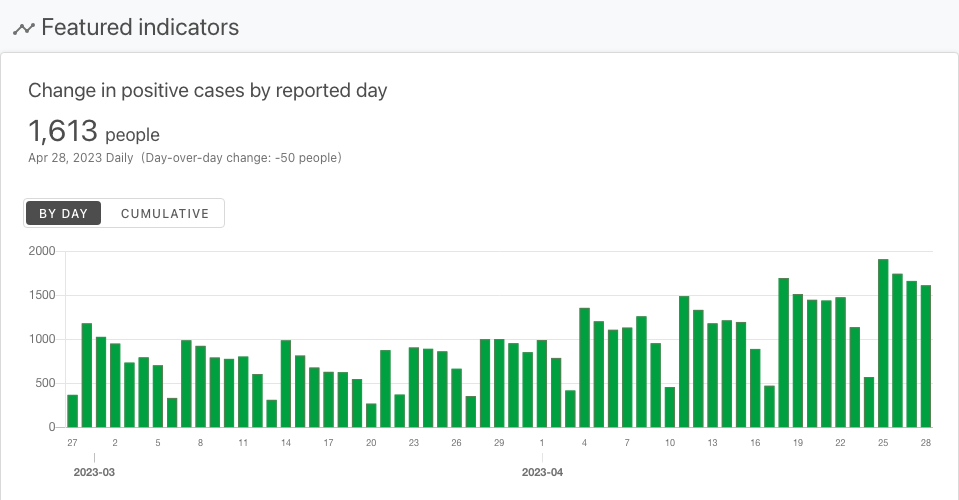 Featured indicators
Change in positive cases by reported day
1,613 people
Apr 28, 2023 Daily (Day-over-day change: -50 people)
BY DAY CUMULATIVE
2000
1500
1000
500
0
27 2 5 8 11 14 17 20 23 26 29 1 4 7 10 13 16 19 22 25 28
2023-03 2023-04